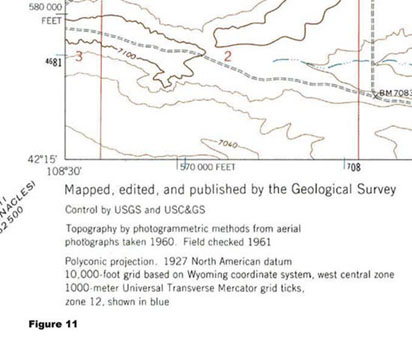 580 000
FEET
2
4681
3
7100
BM 7083
7040
42°15'
108°30'
570 000 FEET
708
NACLES)
2500
Mapped, edited, and published by the Geological Survey
Control by USGS and USC&GS
Topography by photogrammetric methods from aerial
photographs taken 1960. Field checked 1961
Polyconic projection. 1927 North American datum
10,000-foot grid based on Wyoming coordinate system, west central zone
1000-meter Universal Transverse Mercator grid ticks,
zone 12, shown in blue
Figure 11